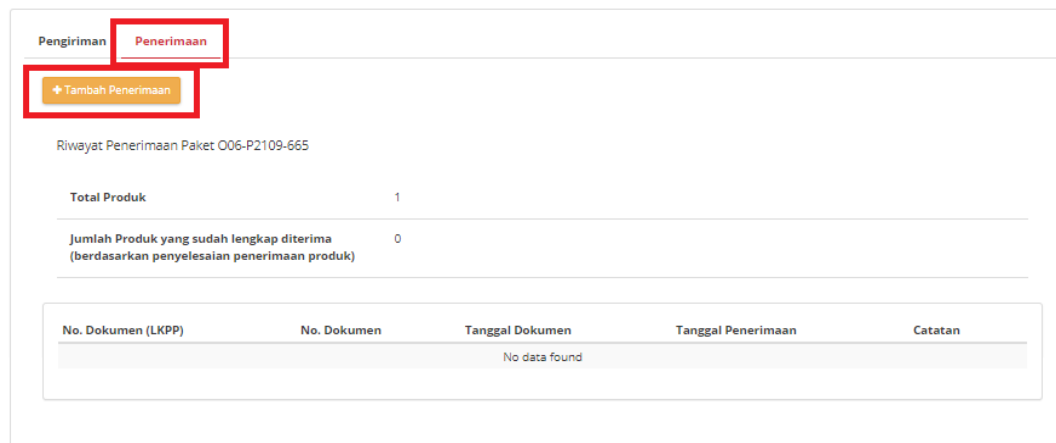 Pengiriman Penerimaan
+ Tambah Penerimaan
Riwayat Penerimaan Paket O06-P2109-665
Total Produk 1
Jumlah Produk yang sudah lengkap diterima 0
(berdasarkan penyelesaian penerimaan produk)
No. Dokumen (LKPP) No. Dokumen Tanggal Dokumen Tanggal Penerimaan Catatan
No data found